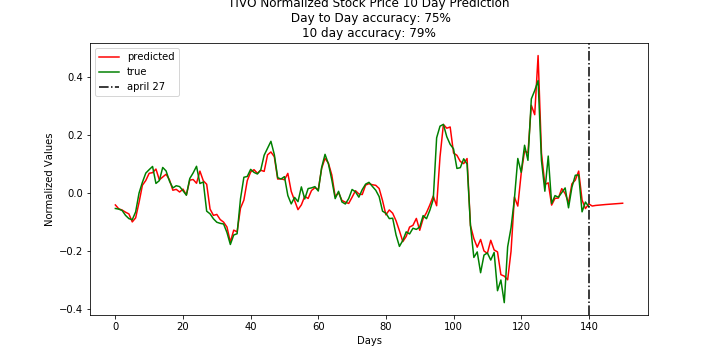 TIVO Normalized Stock Price 10 Day Prediction
Day to Day accuracy: 75%
10 day accuracy: 79%
predicted
true
april 27
0.4
0.2
0.0
−0.2
−0.4
Normalized Values
0 20 40 60 80 100 120 140
Days